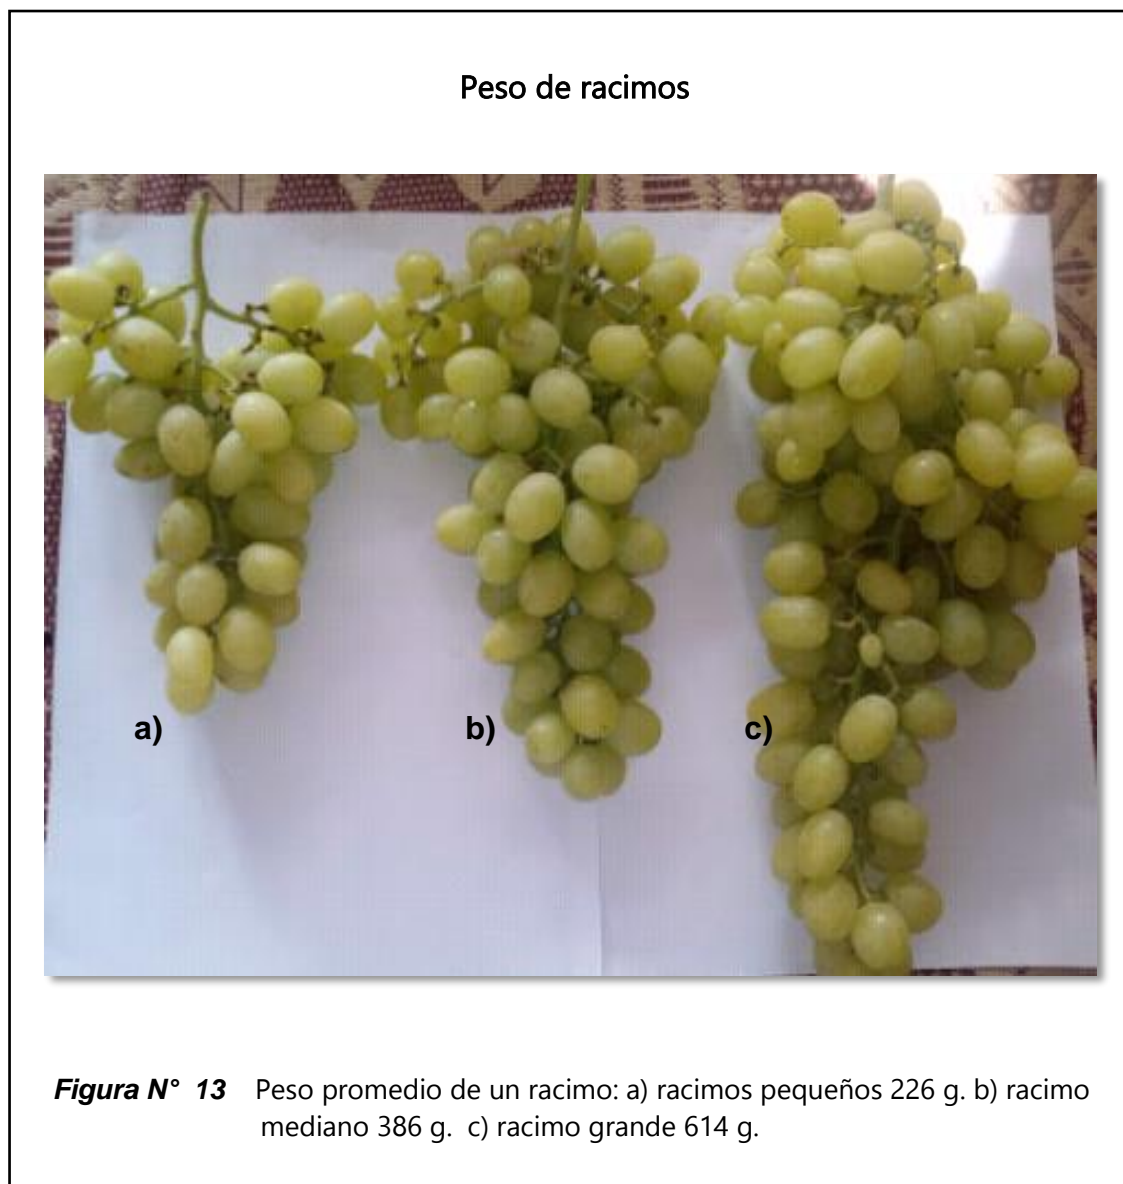 Peso de racimos
a)
b)
c)
Figura N° 13 Peso promedio de un racimo: a) racimos pequeños 226 g. b) racimo
mediano 386 g. c) racimo grande 614 g.